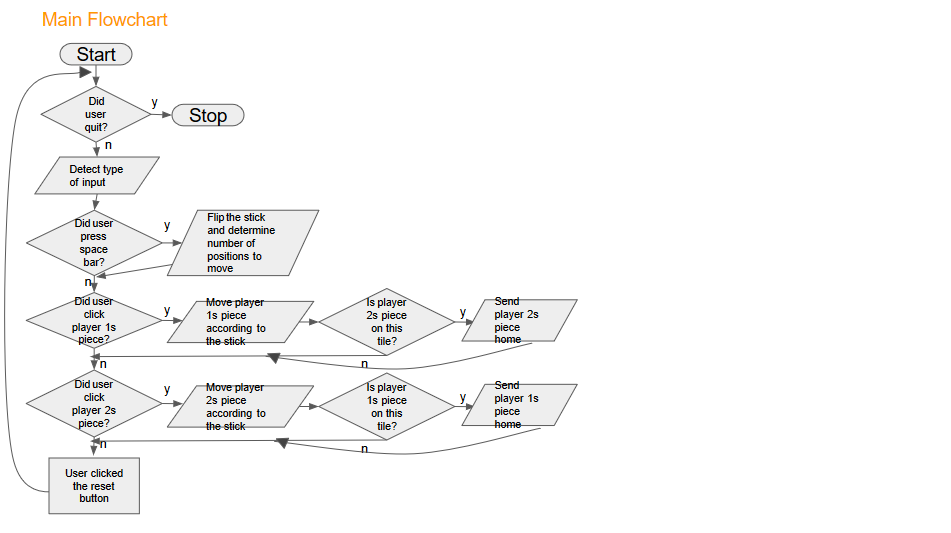 Main Flowchart
Start
Did
user
quit?
y
Stop
n
Detect type
of input
Did user
press
space
bar?
y
Flip the stick
and determine
number of
positions to
move
n
Did user
click
player 1s
piece?
y
Move player
1s piece
according to
the stick
Is player
2s piece
on this
tile?
y
Send
player 2s
piece
home
n
n
Did user
click
player 2s
piece?
y
Move player
2s piece
according to
the stick
Is player
1s piece
on this
tile?
y
Send
player 1s
piece
home
n
n
User clicked
the reset
button